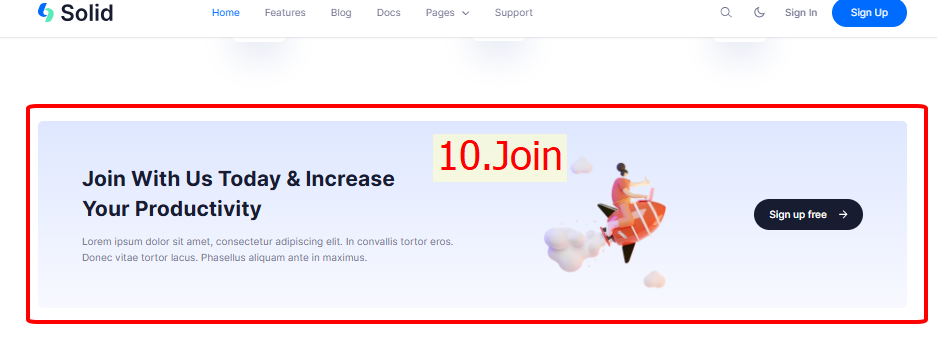 Solid
Home Features Blog Docs Pages Support Sign In Sign Up
10.Join
Join With Us Today & Increase
Your Productivity
Sign up free →
Lorem ipsum dolor sit amet, consectetur adipiscing elit. In convallis tortor eros.
Donec vitae tortor lacus. Phasellus aliquam ante in maximus.